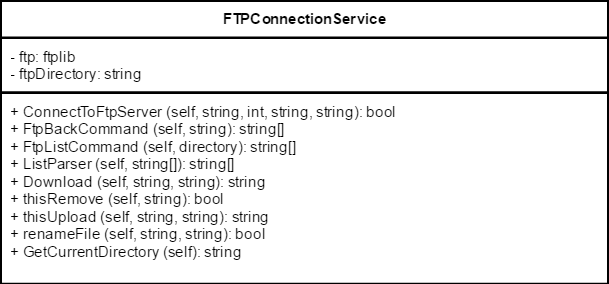 FTPConnectionService
- ftp: ftplib
- ftpDirectory: string
+ ConnectToFtpServer (self, string, int, string, string): bool
+ FtpBackCommand (self, string): string[]
+ FtpListCommand (self, directory): string[]
+ ListParser (self, string[]): string[]
+ Download (self, string, string): string
+ thisRemove (self, string): bool
+ thisUpload (self, string, string): string
+ renameFile (self, string, string): bool
+ GetCurrentDirectory (self): string